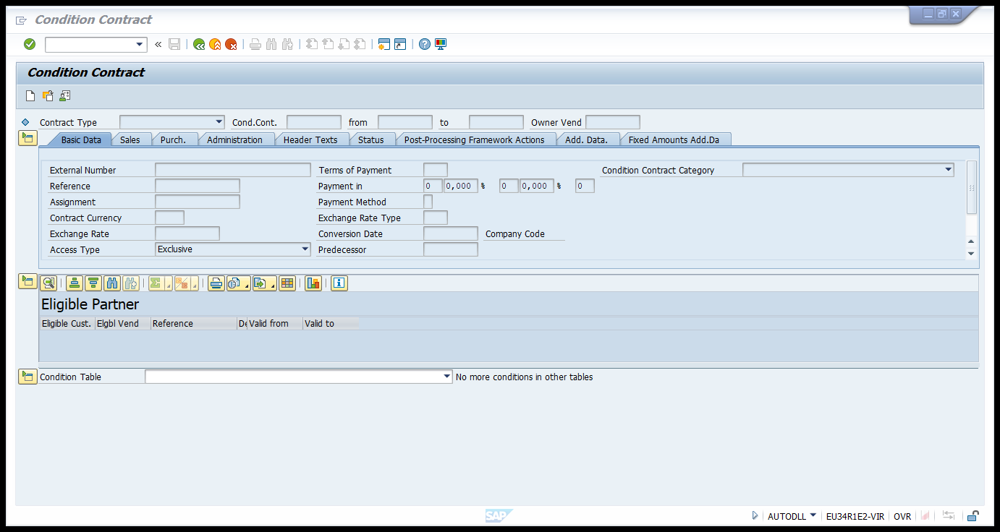 Condition Contract
Condition Contract
Contract Type Cond.Cont. from to Owner Vend
Basic Data Sales Purch. Administration Header Texts Status Post-Processing Framework Actions Add. Data. Fixed Amounts Add.Da
External Number Terms of Payment Condition Contract Category
Reference Payment in 0 0,000 % 0 0,000 % 0
Assignment Payment Method
Contract Currency Exchange Rate Type
Exchange Rate Conversion Date Company Code
Access Type Exclusive Predecessor
Eligible Partner
Eligible Cust. Elgbl Vend Reference De Valid from Valid to
Condition Table No more conditions in other tables
SAP AUTODLL EU34R1E2-VIR OVR